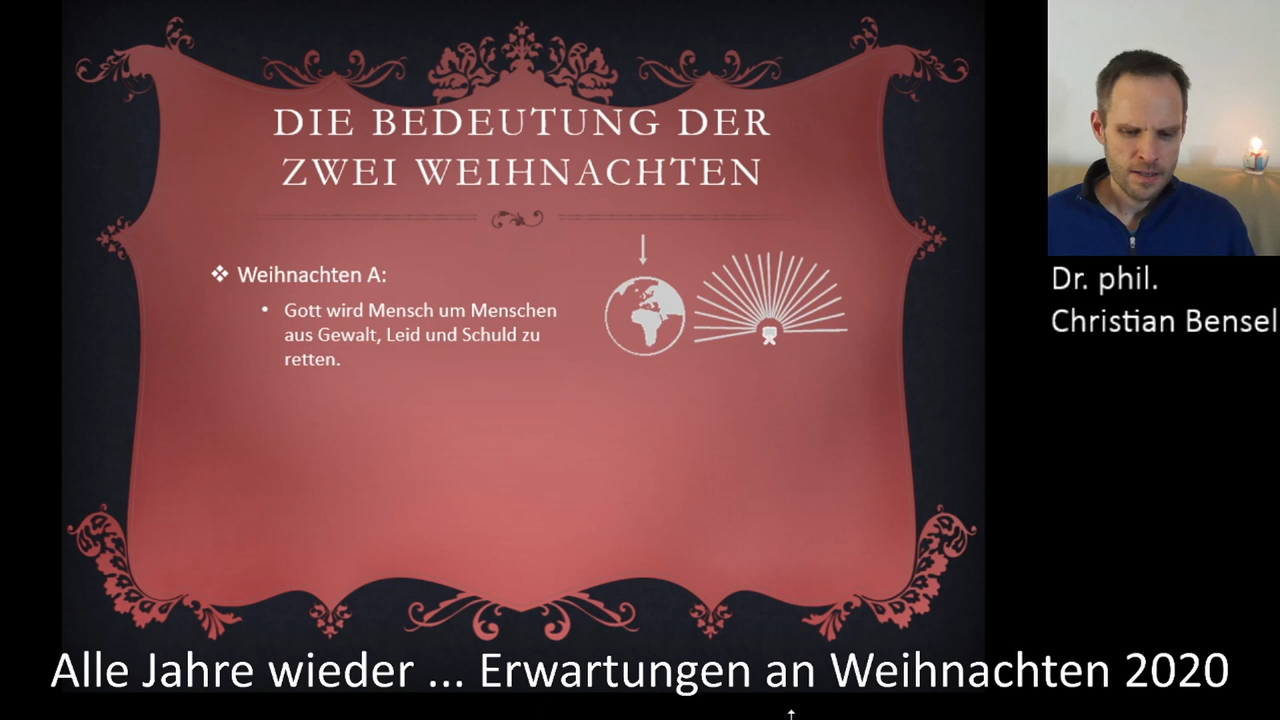 DIE BEDEUTUNG DER
ZWEI WEIHNACHTEN
❖ Weihnachten A:
• Gott wird Mensch um Menschen
aus Gewalt, Leid und Schuld zu
retten.
Dr. phil.
Christian Bensel
Alle Jahre wieder ... Erwartungen an Weihnachten 2020